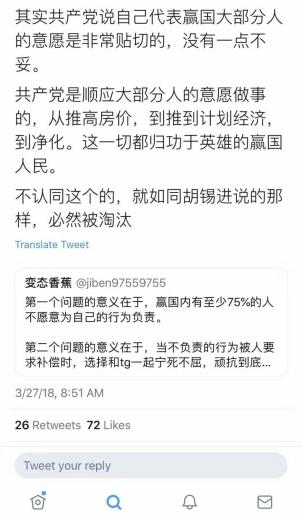 其实共产党说自己代表赢国大部分人
的意愿是非常贴切的，没有一点不
妥。
共产党是顺应大部分人的意愿做事
的，从推高房价，到推到计划经济，
到净化。这一切都归功于英雄的赢国
人民。
不认同这个的，就如同胡锡进说的那
样，必然被淘汰
Translate Tweet
变态香蕉 @jiben97559755
第一个问题的意义在于，赢国内有至少75%的人
不愿意为自己的行为负责。
第二个问题的意义在于，当不负责的行为被人要
求补偿时，选择和tg一起宁死不屈，顽抗到底...
3/27/18, 8:51 AM
26 Retweets 72 Likes
Tweet your reply